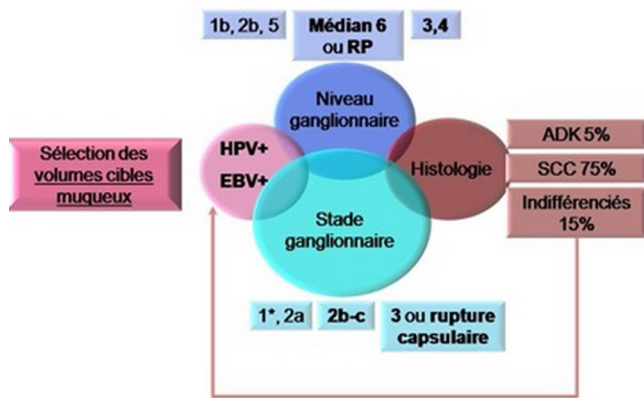 1b, 2b, 5
Médian 6
ou RP
3,4
Niveau
ganglionnaire
HPV+
EBV+
Histologie
ADK 5%
SCC 75%
Indifférenciés
15%
Sélection des
volumes cibles
muqueux
Stade
ganglionnaire
1*, 2a
2b-c
3 ou rupture
capsulaire